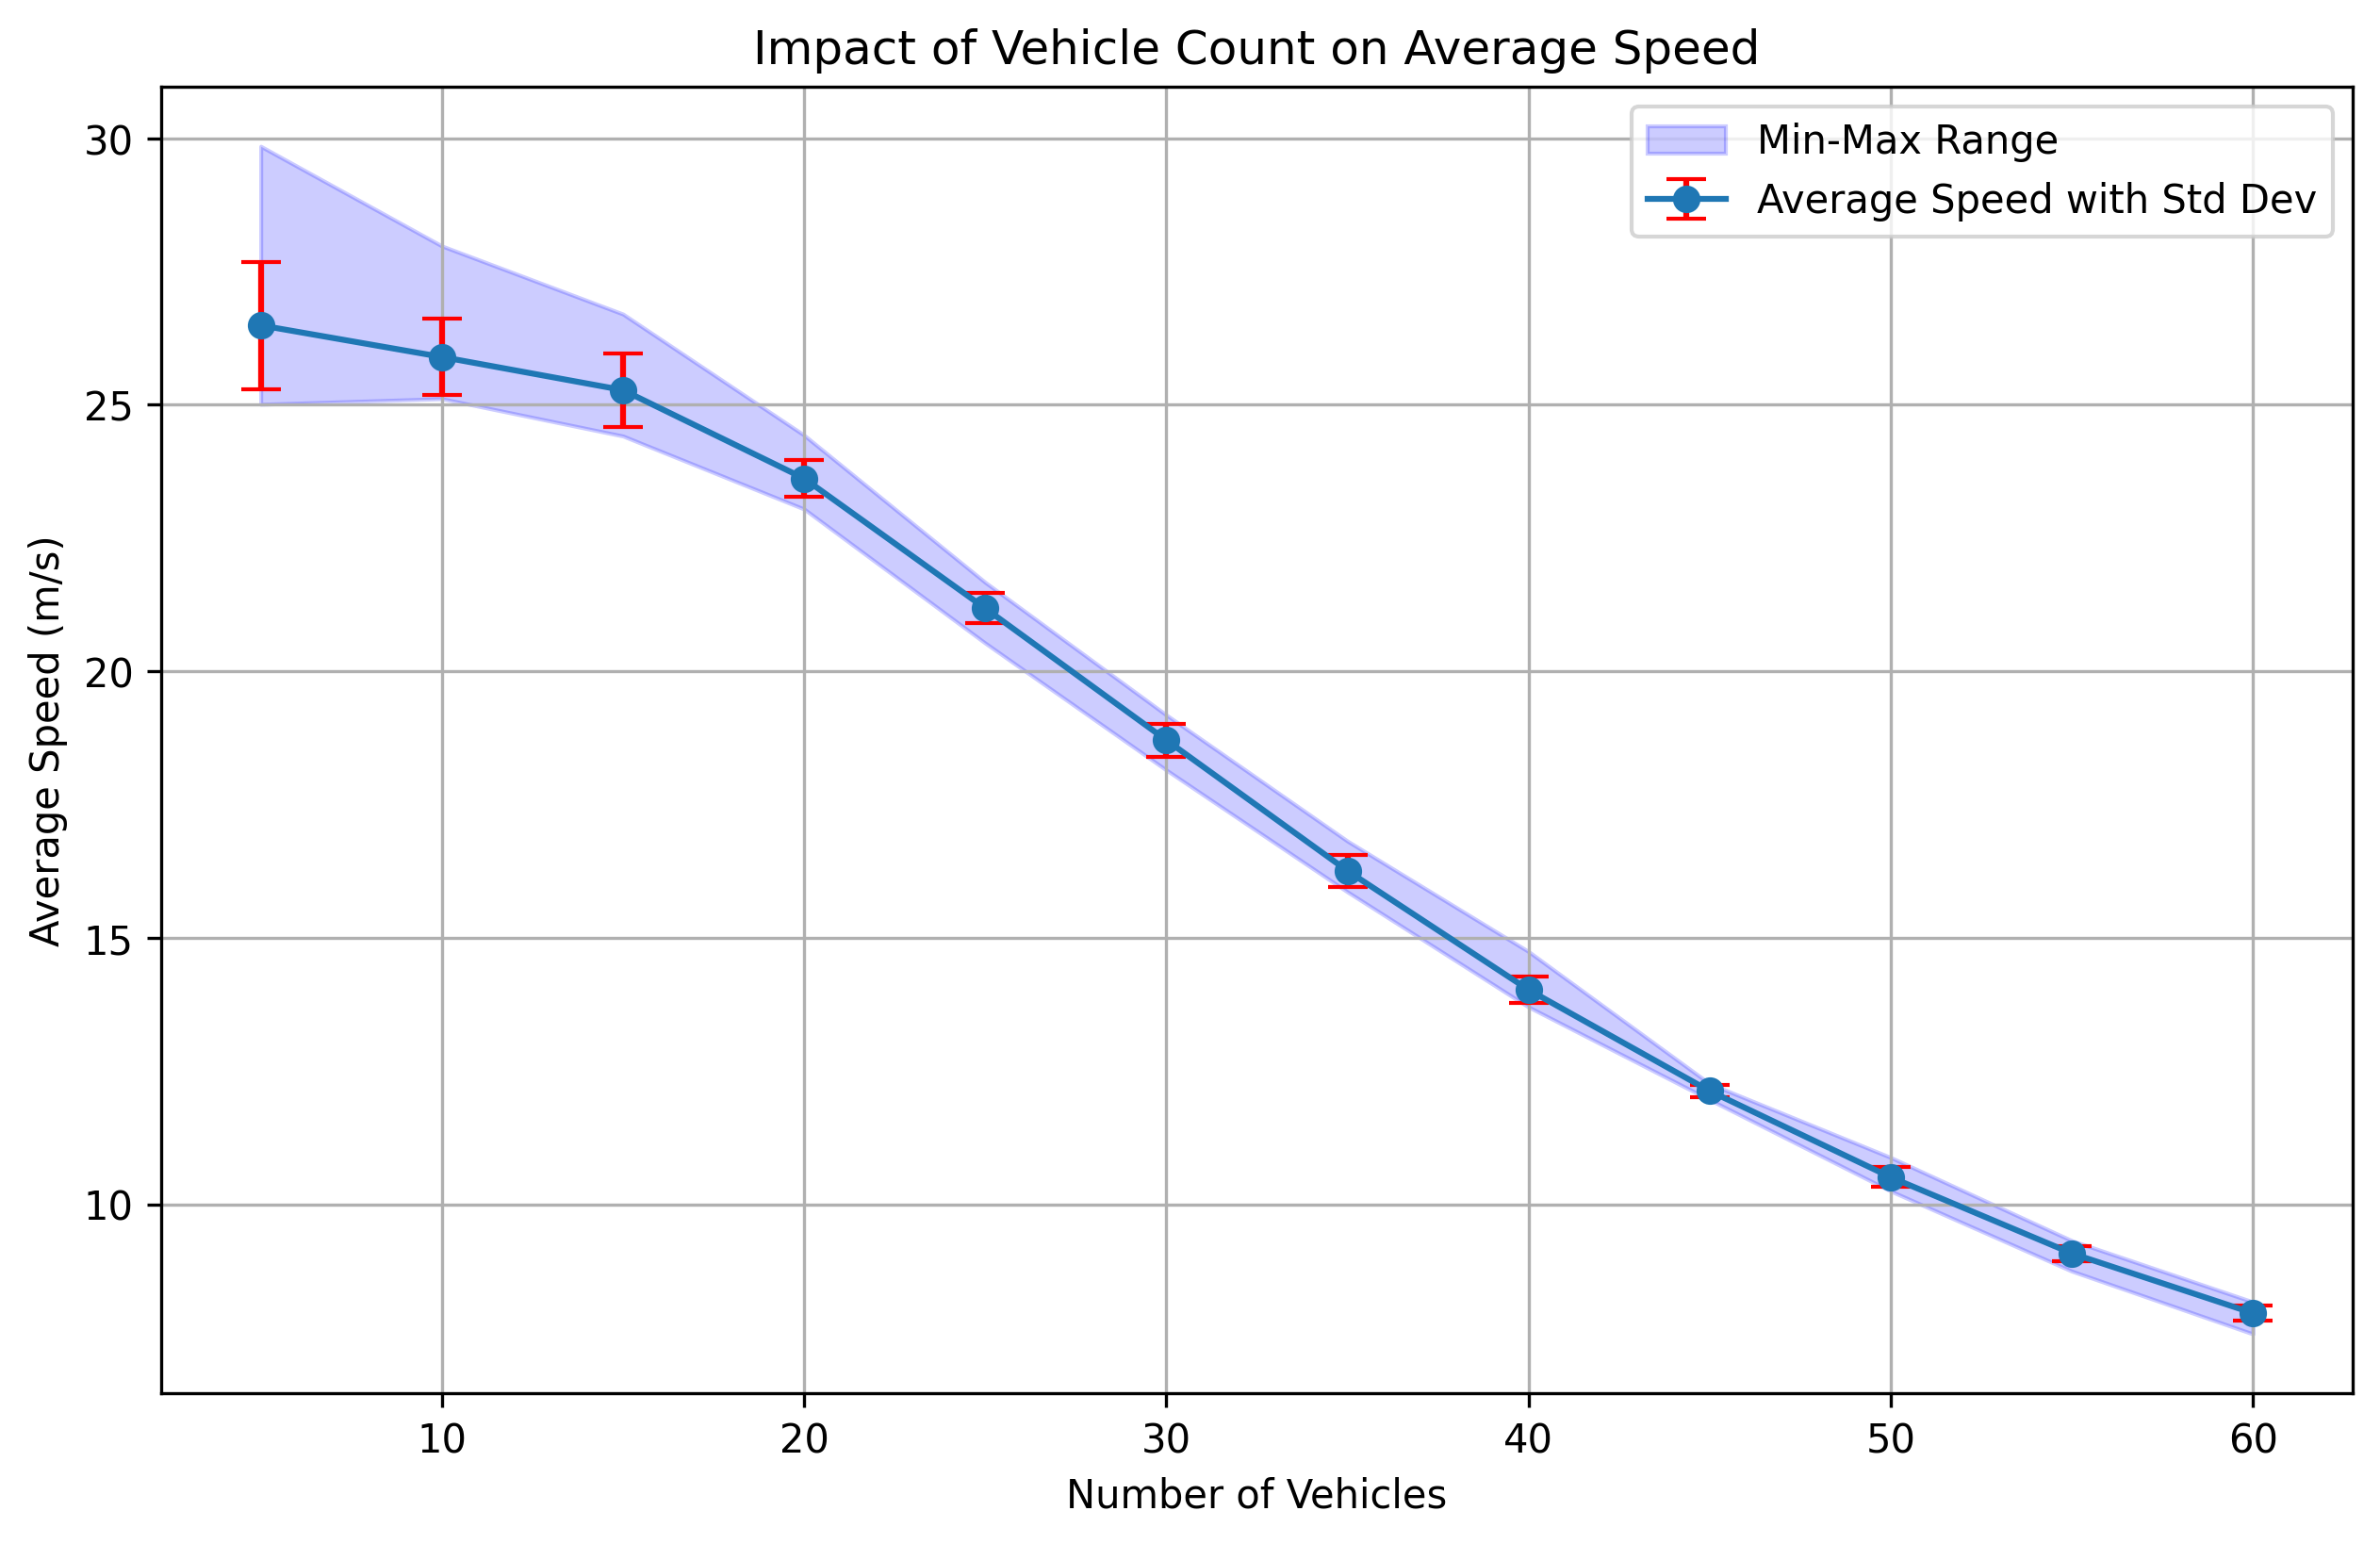 Impact of Vehicle Count on Average Speed
Min-Max Range
Average Speed with Std Dev
Average Speed (m/s)
30
25
20
15
10
10 20 30 40 50 60
Number of Vehicles